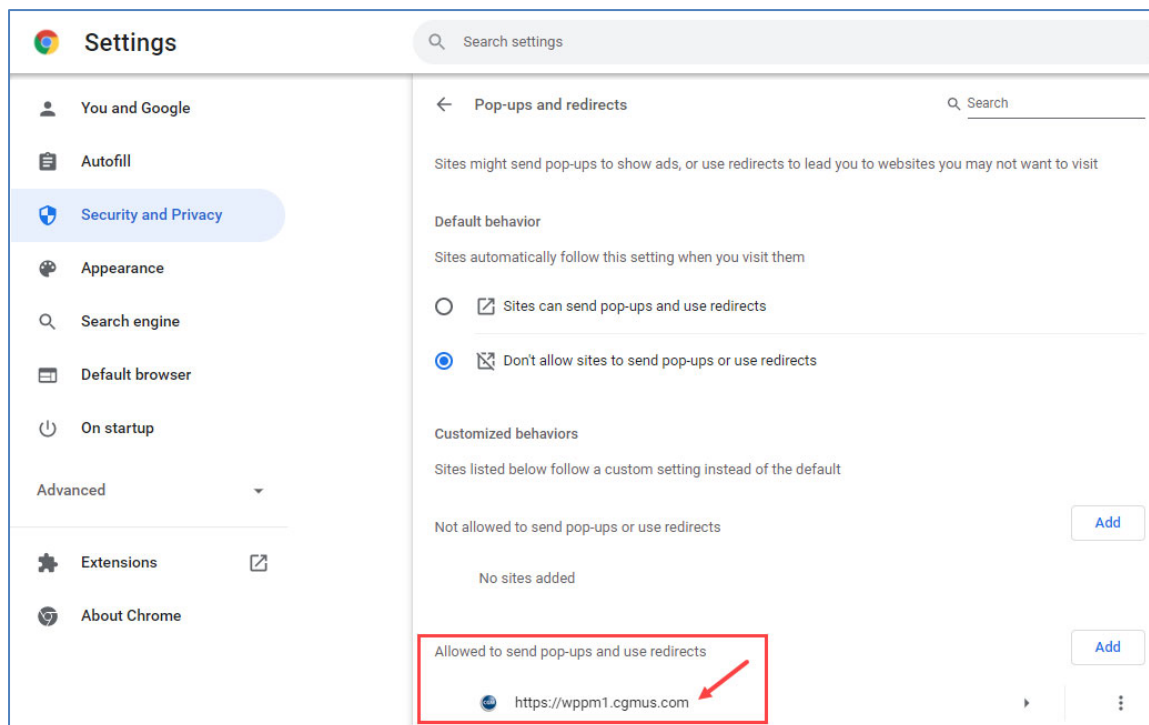 Settings
Search settings
You and Google
Autofill
Security and Privacy
Appearance
Search engine
Default browser
On startup
Advanced
Extensions
About Chrome
Pop-ups and redirects
Search
Sites might send pop-ups to show ads, or use redirects to lead you to websites you may not want to visit
Default behavior
Sites automatically follow this setting when you visit them
Sites can send pop-ups and use redirects
Don't allow sites to send pop-ups or use redirects
Customized behaviors
Sites listed below follow a custom setting instead of the default
Not allowed to send pop-ups or use redirects
Add
No sites added
Allowed to send pop-ups and use redirects
Add
CGM
https://wppm1.cgmus.com